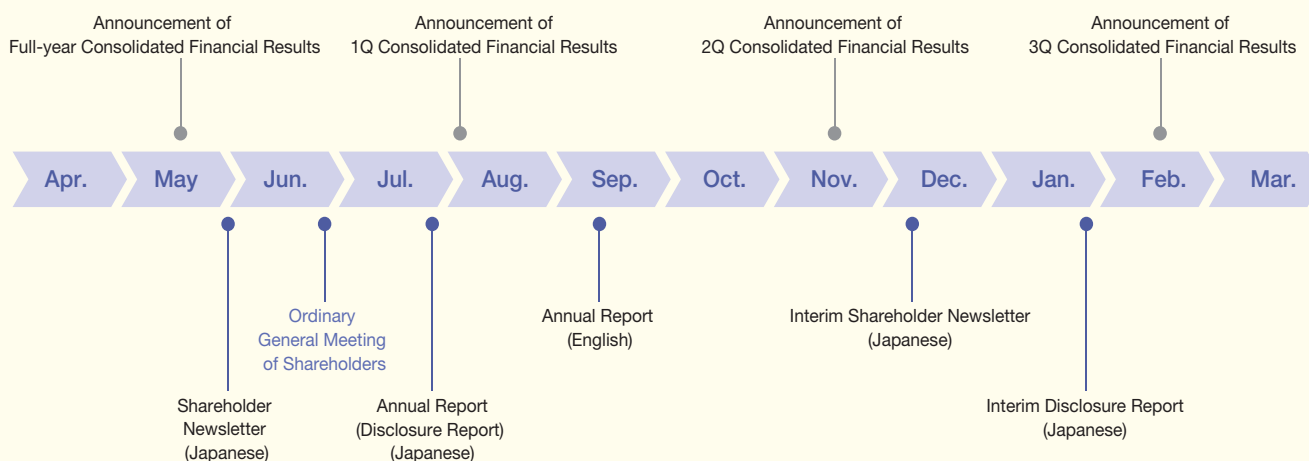 Announcement of
Full-year Consolidated Financial Results
Announcement of
1Q Consolidated Financial Results
Announcement of
2Q Consolidated Financial Results
Announcement of
3Q Consolidated Financial Results
Apr.
May
Jun.
Jul.
Aug.
Sep.
Oct.
Nov.
Dec.
Jan.
Feb.
Mar.
Ordinary
General Meeting
of Shareholders
Annual Report
(English)
Interim Shareholder Newsletter
(Japanese)
Shareholder
Newsletter
(Japanese)
Annual Report
(Disclosure Report)
(Japanese)
Interim Disclosure Report
(Japanese)